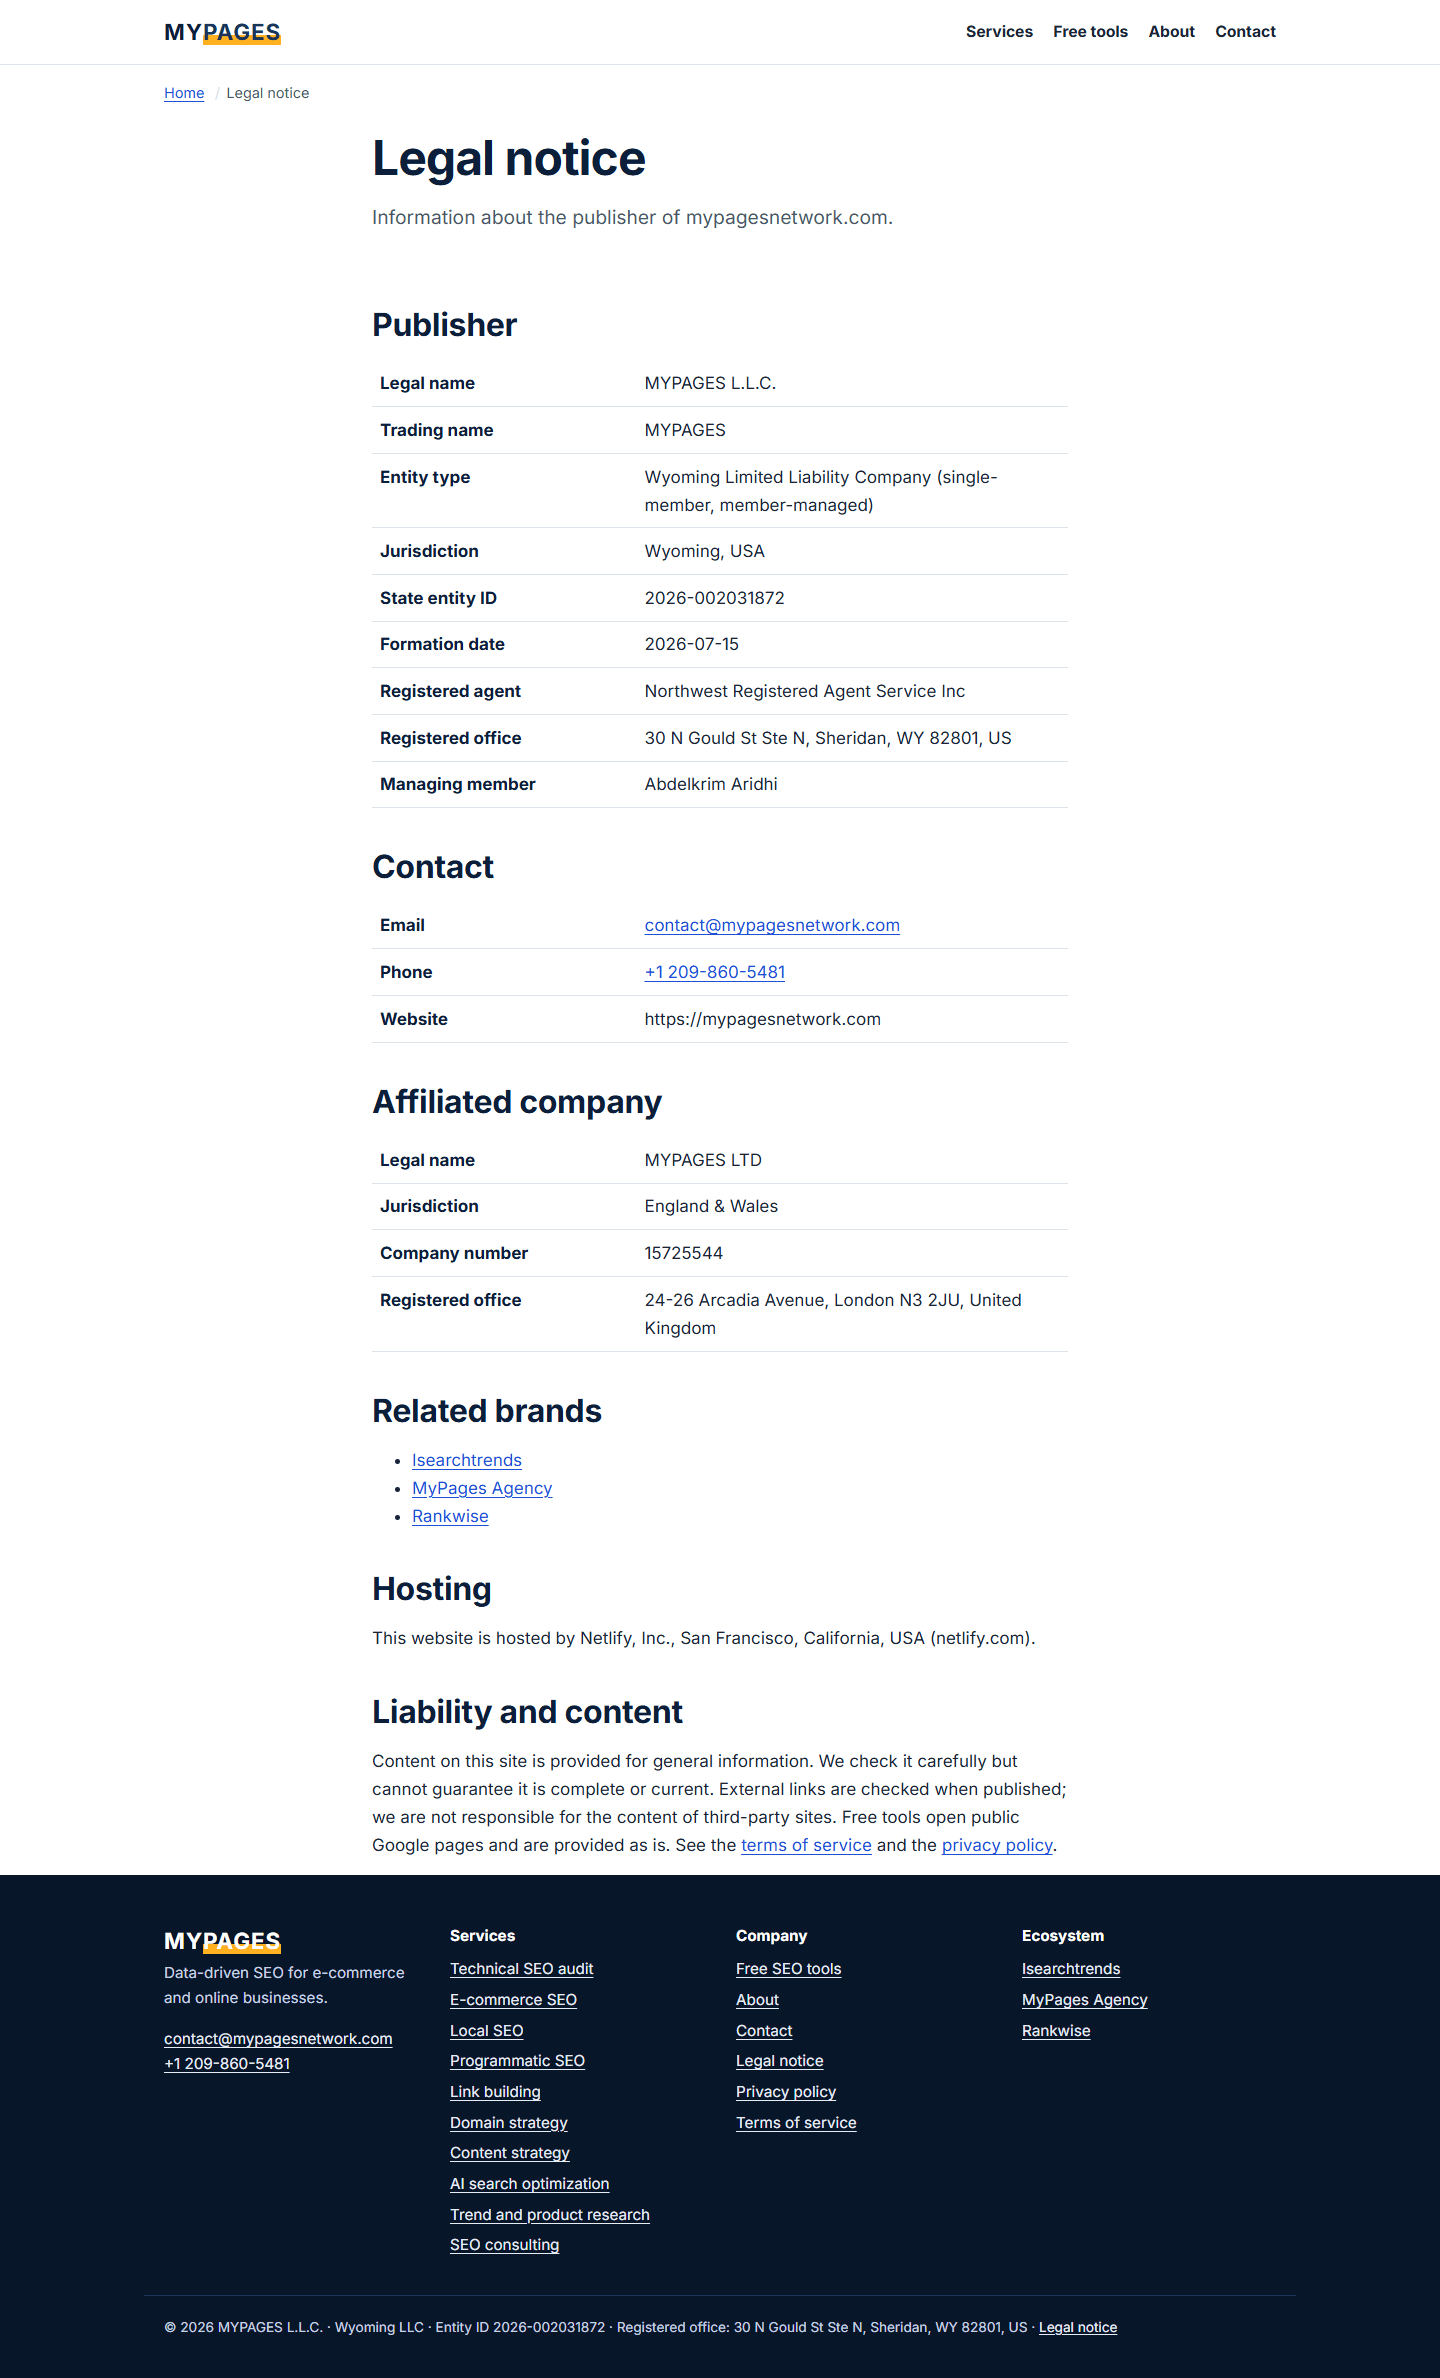 MYPAGES
Services Free tools About Contact
Home / Legal notice
Legal notice
Information about the publisher of mypagesnetwork.com.
Publisher
Legal name MYPAGES L.L.C.
Trading name MYPAGES
Entity type Wyoming Limited Liability Company (single-
member, member-managed)
Jurisdiction Wyoming, USA
State entity ID 2026-002031872
Formation date 2026-07-15
Registered agent Northwest Registered Agent Service Inc
Registered office 30 N Gould St Ste N, Sheridan, WY 82801, US
Managing member Abdelkrim Aridhi
Contact
Email contact@mypagesnetwork.com
Phone +1 209-860-5481
Website https://mypagesnetwork.com
Affiliated company
Legal name MYPAGES LTD
Jurisdiction England & Wales
Company number 15725544
Registered office 24-26 Arcadia Avenue, London N3 2JU, United
Kingdom
Related brands
• Isearchtrends
• MyPages Agency
• Rankwise
Hosting
This website is hosted by Netlify, Inc., San Francisco, California, USA (netlify.com).
Liability and content
Content on this site is provided for general information. We check it carefully but
cannot guarantee it is complete or current. External links are checked when published;
we are not responsible for the content of third-party sites. Free tools open public
Google pages and are provided as is. See the terms of service and the privacy policy.
MYPAGES
Data-driven SEO for e-commerce
and online businesses.
contact@mypagesnetwork.com
+1 209-860-5481
Services
Technical SEO audit
E-commerce SEO
Local SEO
Programmatic SEO
Link building
Domain strategy
Content strategy
AI search optimization
Trend and product research
SEO consulting
Company
Free SEO tools
About
Contact
Legal notice
Privacy policy
Terms of service
Ecosystem
Isearchtrends
MyPages Agency
Rankwise
© 2026 MYPAGES L.L.C. · Wyoming LLC · Entity ID 2026-002031872 · Registered office: 30 N Gould St Ste N, Sheridan, WY 82801, US · Legal notice